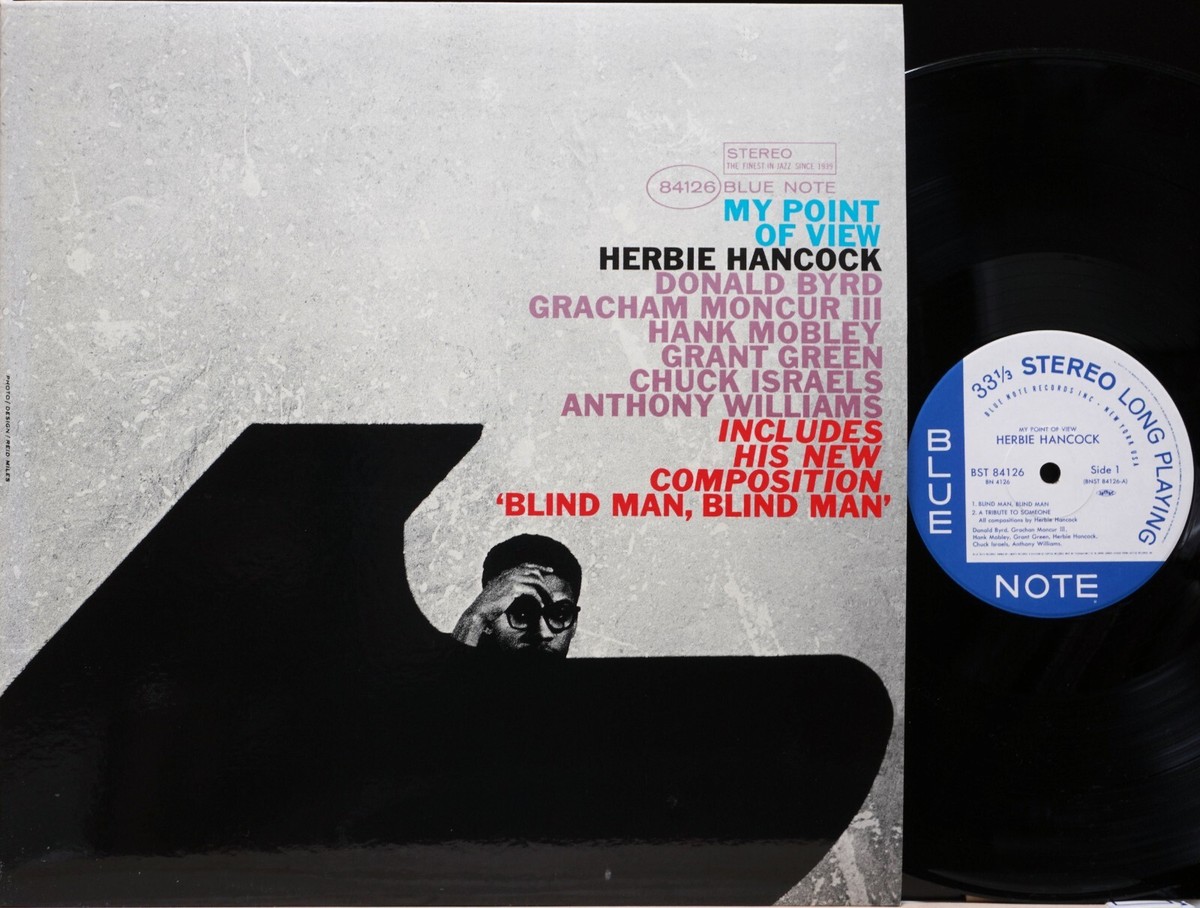 STEREO
THE FINEST IN JAZZ SINCE 1939
84126 BLUE NOTE
MY POINT
OF VIEW
HERBIE HANCOCK
DONALD BYRD
GRACHAM MONCUR III
HANK MOBLEY
GRANT GREEN
CHUCK ISRAELS
ANTHONY WILLIAMS
INCLUDES
HIS NEW
COMPOSITION
‘BLIND MAN, BLIND MAN’
PHOTO/DESIGN/REID MILES
33⅓ STEREO LONG PLAYING
BLUE NOTE RECORDS INC • NEW YORK USA
MY POINT OF VIEW
HERBIE HANCOCK
BST 84126
BN 4126
Side 1
(BNST 84126-A)
1. BLIND MAN, BLIND MAN
2. A TRIBUTE TO SOMEONE
All compositions by Herbie Hancock
Donald Byrd, Grachan Moncur III,
Hank Mobley, Grant Green, Herbie Hancock,
Chuck Israels, Anthony Williams.
BLUE
NOTE